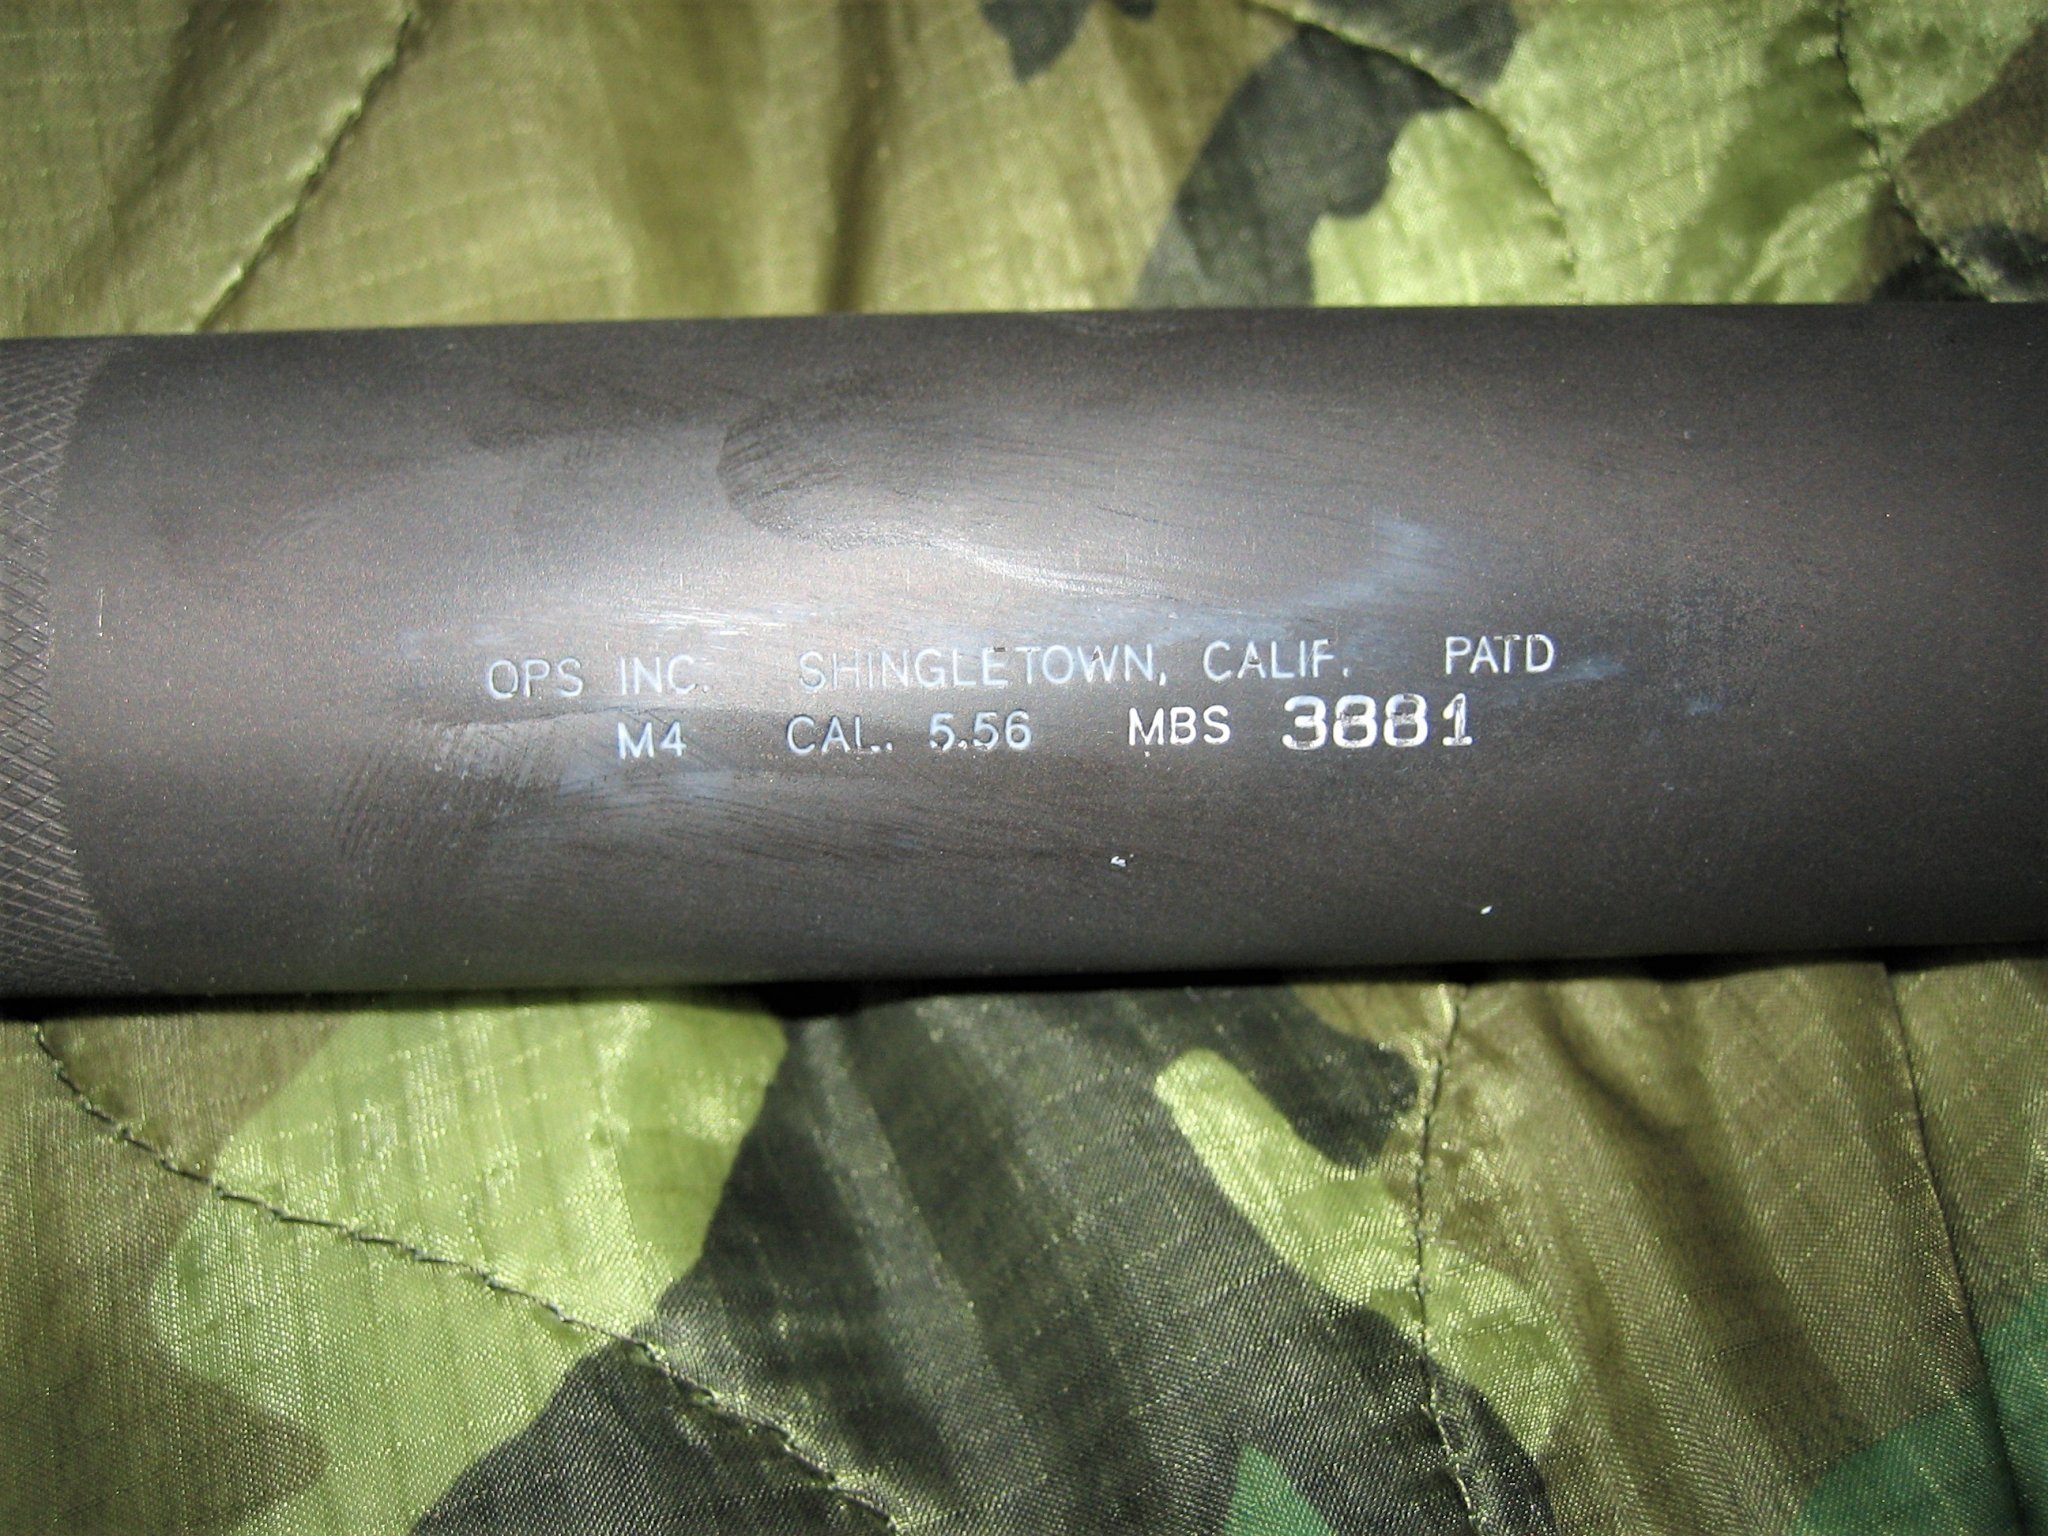 OPS INC. SHINGLETOWN, CALIF. PATD
M4 CAL. 5.56 MBS 3881